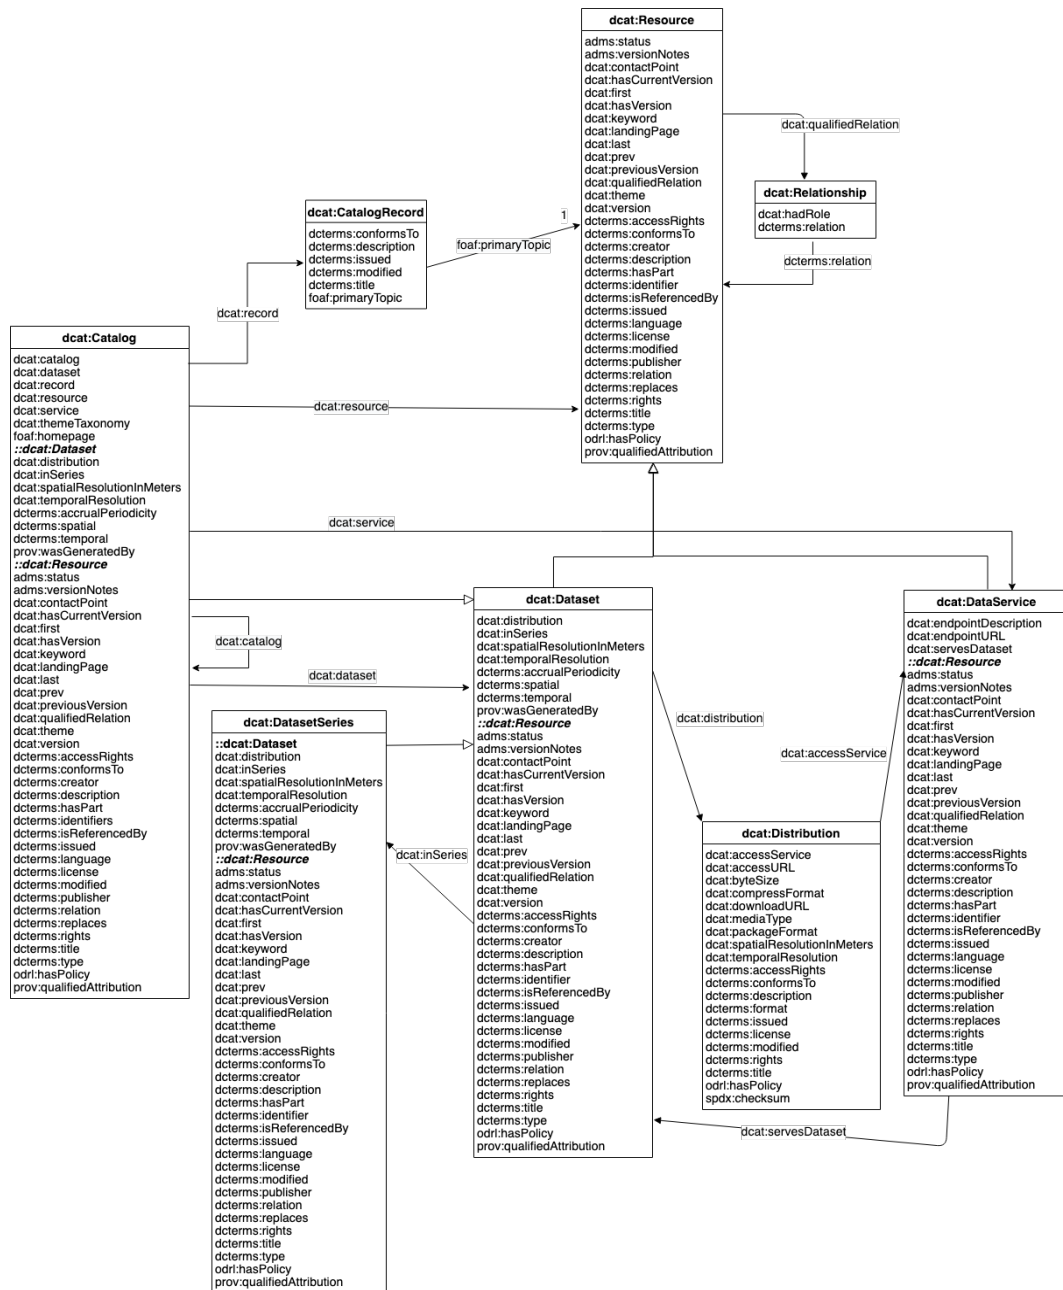 dcat:Resource
adms:status
adms:versionNotes
dcat:contactPoint
dcat:hasCurrentVersion
dcat:first
dcat:hasVersion
dcat:keyword
dcat:landingPage
dcat:last
dcat:prev
dcat:previousVersion
dcat:qualifiedRelation
dcat:theme
dcat:version
dcterms:accessRights
dcterms:conformsTo
dcterms:creator
dcterms:description
dcterms:hasPart
dcterms:identifier
dcterms:isReferencedBy
dcterms:issued
dcterms:language
dcterms:license
dcterms:modified
dcterms:publisher
dcterms:relation
dcterms:replaces
dcterms:rights
dcterms:title
dcterms:type
odrl:hasPolicy
prov:qualifiedAttribution
dcat:qualifiedRelation
dcat:Relationship
dcat:hadRole
dcterms:relation
dcterms:relation
dcat:CatalogRecord
dcterms:conformsTo
dcterms:description
dcterms:issued
dcterms:modified
dcterms:title
foaf:primaryTopic
1
foaf:primaryTopic
dcat:record
dcat:Catalog
dcat:catalog
dcat:dataset
dcat:record
dcat:resource
dcat:service
dcat:themeTaxonomy
foaf:homepage
::dcat:Dataset
dcat:distribution
dcat:inSeries
dcat:spatialResolutionInMeters
dcat:temporalResolution
dcterms:accrualPeriodicity
dcterms:spatial
dcterms:temporal
prov:wasGeneratedBy
::dcat:Resource
adms:status
adms:versionNotes
dcat:contactPoint
dcat:hasCurrentVersion
dcat:first
dcat:hasVersion
dcat:keyword
dcat:landingPage
dcat:last
dcat:prev
dcat:previousVersion
dcat:qualifiedRelation
dcat:theme
dcat:version
dcterms:accessRights
dcterms:conformsTo
dcterms:creator
dcterms:description
dcterms:hasPart
dcterms:identifiers
dcterms:isReferencedBy
dcterms:issued
dcterms:language
dcterms:license
dcterms:modified
dcterms:publisher
dcterms:relation
dcterms:replaces
dcterms:rights
dcterms:title
dcterms:type
odrl:hasPolicy
prov:qualifiedAttribution
dcat:resource
dcat:service
dcat:catalog
dcat:dataset
dcat:DatasetSeries
::dcat:Dataset
dcat:distribution
dcat:inSeries
dcat:spatialResolutionInMeters
dcat:temporalResolution
dcterms:accrualPeriodicity
dcterms:spatial
dcterms:temporal
prov:wasGeneratedBy
::dcat:Resource
adms:status
adms:versionNotes
dcat:contactPoint
dcat:hasCurrentVersion
dcat:first
dcat:hasVersion
dcat:keyword
dcat:landingPage
dcat:last
dcat:prev
dcat:previousVersion
dcat:qualifiedRelation
dcat:theme
dcat:version
dcterms:accessRights
dcterms:conformsTo
dcterms:creator
dcterms:description
dcterms:hasPart
dcterms:identifier
dcterms:isReferencedBy
dcterms:issued
dcterms:language
dcterms:license
dcterms:modified
dcterms:publisher
dcterms:relation
dcterms:replaces
dcterms:rights
dcterms:title
dcterms:type
odrl:hasPolicy
prov:qualifiedAttribution
dcat:inSeries
dcat:Dataset
dcat:distribution
dcat:inSeries
dcat:spatialResolutionInMeters
dcat:temporalResolution
dcterms:accrualPeriodicity
dcterms:spatial
dcterms:temporal
prov:wasGeneratedBy
::dcat:Resource
adms:status
adms:versionNotes
dcat:contactPoint
dcat:hasCurrentVersion
dcat:first
dcat:hasVersion
dcat:keyword
dcat:landingPage
dcat:last
dcat:prev
dcat:previousVersion
dcat:qualifiedRelation
dcat:theme
dcat:version
dcterms:accessRights
dcterms:conformsTo
dcterms:creator
dcterms:description
dcterms:hasPart
dcterms:identifier
dcterms:isReferencedBy
dcterms:issued
dcterms:language
dcterms:license
dcterms:modified
dcterms:publisher
dcterms:relation
dcterms:replaces
dcterms:rights
dcterms:title
dcterms:type
odrl:hasPolicy
prov:qualifiedAttribution
dcat:distribution
dcat:accessService
dcat:Distribution
dcat:accessService
dcat:accessURL
dcat:byteSize
dcat:compressFormat
dcat:downloadURL
dcat:mediaType
dcat:packageFormat
dcat:spatialResolutionInMeters
dcat:temporalResolution
dcterms:accessRights
dcterms:conformsTo
dcterms:description
dcterms:format
dcterms:issued
dcterms:license
dcterms:modified
dcterms:rights
dcterms:title
odrl:hasPolicy
spdx:checksum
dcat:servesDataset
dcat:DataService
dcat:endpointDescription
dcat:endpointURL
dcat:servesDataset
::dcat:Resource
adms:status
adms:versionNotes
dcat:contactPoint
dcat:hasCurrentVersion
dcat:first
dcat:hasVersion
dcat:keyword
dcat:landingPage
dcat:last
dcat:prev
dcat:previousVersion
dcat:qualifiedRelation
dcat:theme
dcat:version
dcterms:accessRights
dcterms:conformsTo
dcterms:creator
dcterms:description
dcterms:hasPart
dcterms:identifier
dcterms:isReferencedBy
dcterms:issued
dcterms:language
dcterms:license
dcterms:modified
dcterms:publisher
dcterms:relation
dcterms:replaces
dcterms:rights
dcterms:title
dcterms:type
odrl:hasPolicy
prov:qualifiedAttribution